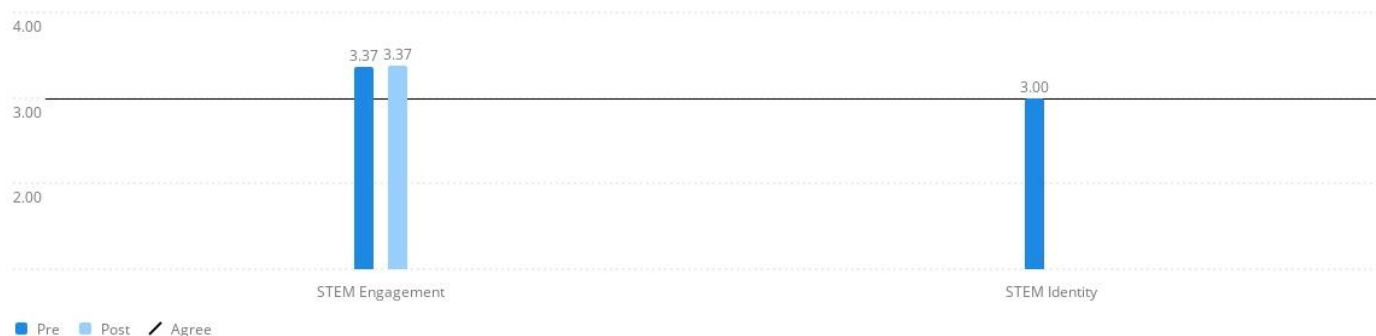 4.00
3.37 3.37
3.00
3.00
2.00
STEM Engagement
STEM Identity
Pre Post Agree